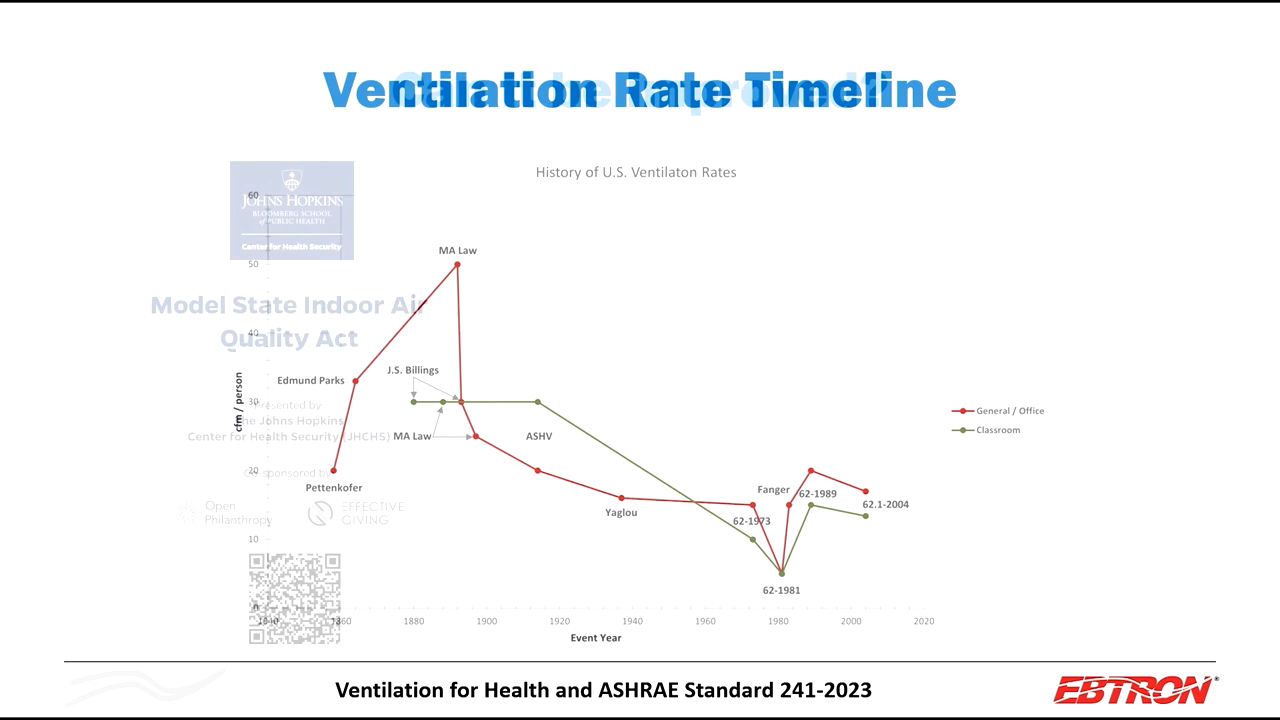 Ventilation Rate Timeline
History of U.S. Ventilaton Rates
JOHNS HOPKINS
BLOOMBERG SCHOOL
of PUBLIC HEALTH
Center for Health Security
Model State Indoor Air
Quality Act
Presented by
The Johns Hopkins
Center for Health Security (JHCHS)
Co-sponsored by
Open
Philanthropy
EFFECTIVE
GIVING
cfm / person
60
50
40
30
20
10
0
MA Law
Edmund Parks
J.S. Billings
MA Law
ASHV
Pettenkofer
Yaglou
Fanger
62-1973
62-1989
62.1-2004
62-1981
General / Office
Classroom
1840
1860
1880
1900
1920
1940
1960
1980
2000
2020
Event Year
Ventilation for Health and ASHRAE Standard 241-2023
EBTRON®